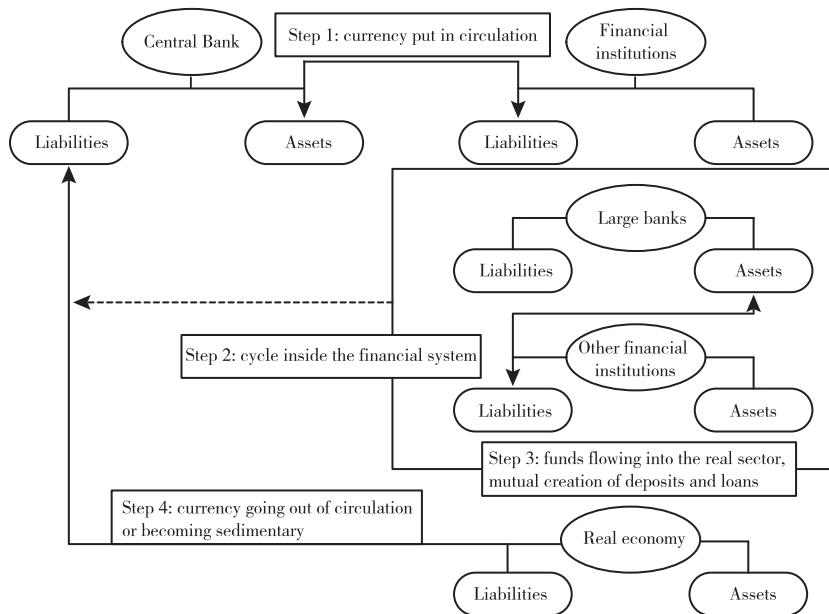 Central Bank
Step 1: currency put in circulation
Financial
institutions
Liabilities
Assets
Liabilities
Assets
Large banks
Liabilities
Assets
Step 2: cycle inside the financial system
Other financial
institutions
Liabilities
Assets
Step 3: funds flowing into the real sector,
mutual creation of deposits and loans
Step 4: currency going out of circulation
or becoming sedimentary
Real economy
Liabilities
Assets